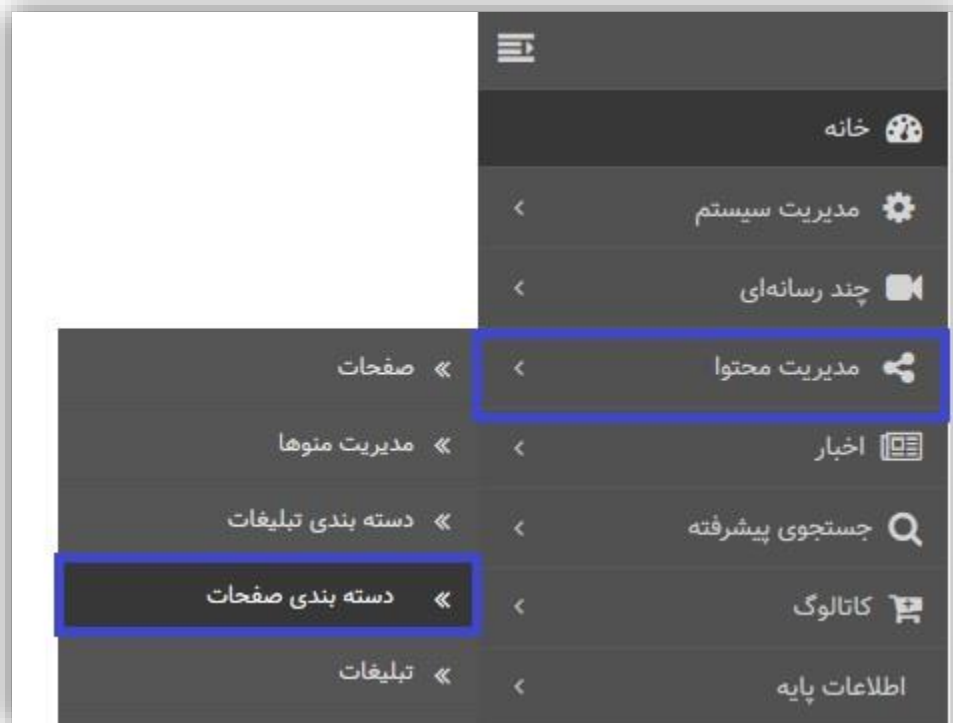 خانه
مدیریت سیستم
چند رسانه‌ای
مدیریت محتوا
اخبار
جستجوی پیشرفته
کاتالوگ
اطلاعات پایه
صفحات
مدیریت منوها
دسته بندی تبلیغات
دسته بندی صفحات
تبلیغات